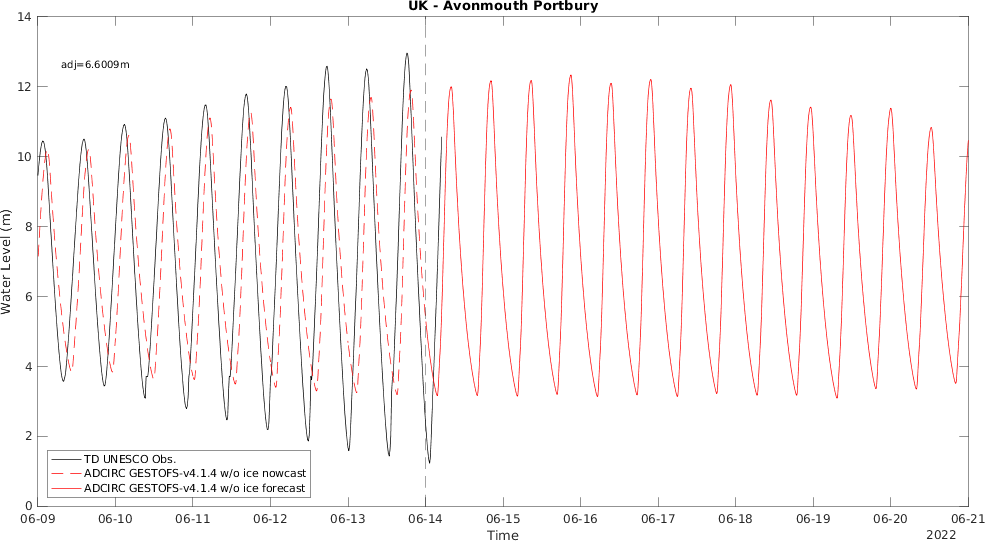 UK - Avonmouth Portbury
14
12
10
8
6
4
2
0
Water Level (m)
adj=6.6009m
TD UNESCO Obs.
ADCIRC GESTOFS-v4.1.4 w/o ice nowcast
ADCIRC GESTOFS-v4.1.4 w/o ice forecast
06-09 06-10 06-11 06-12 06-13 06-14 06-15 06-16 06-17 06-18 06-19 06-20 06-21
Time
2022